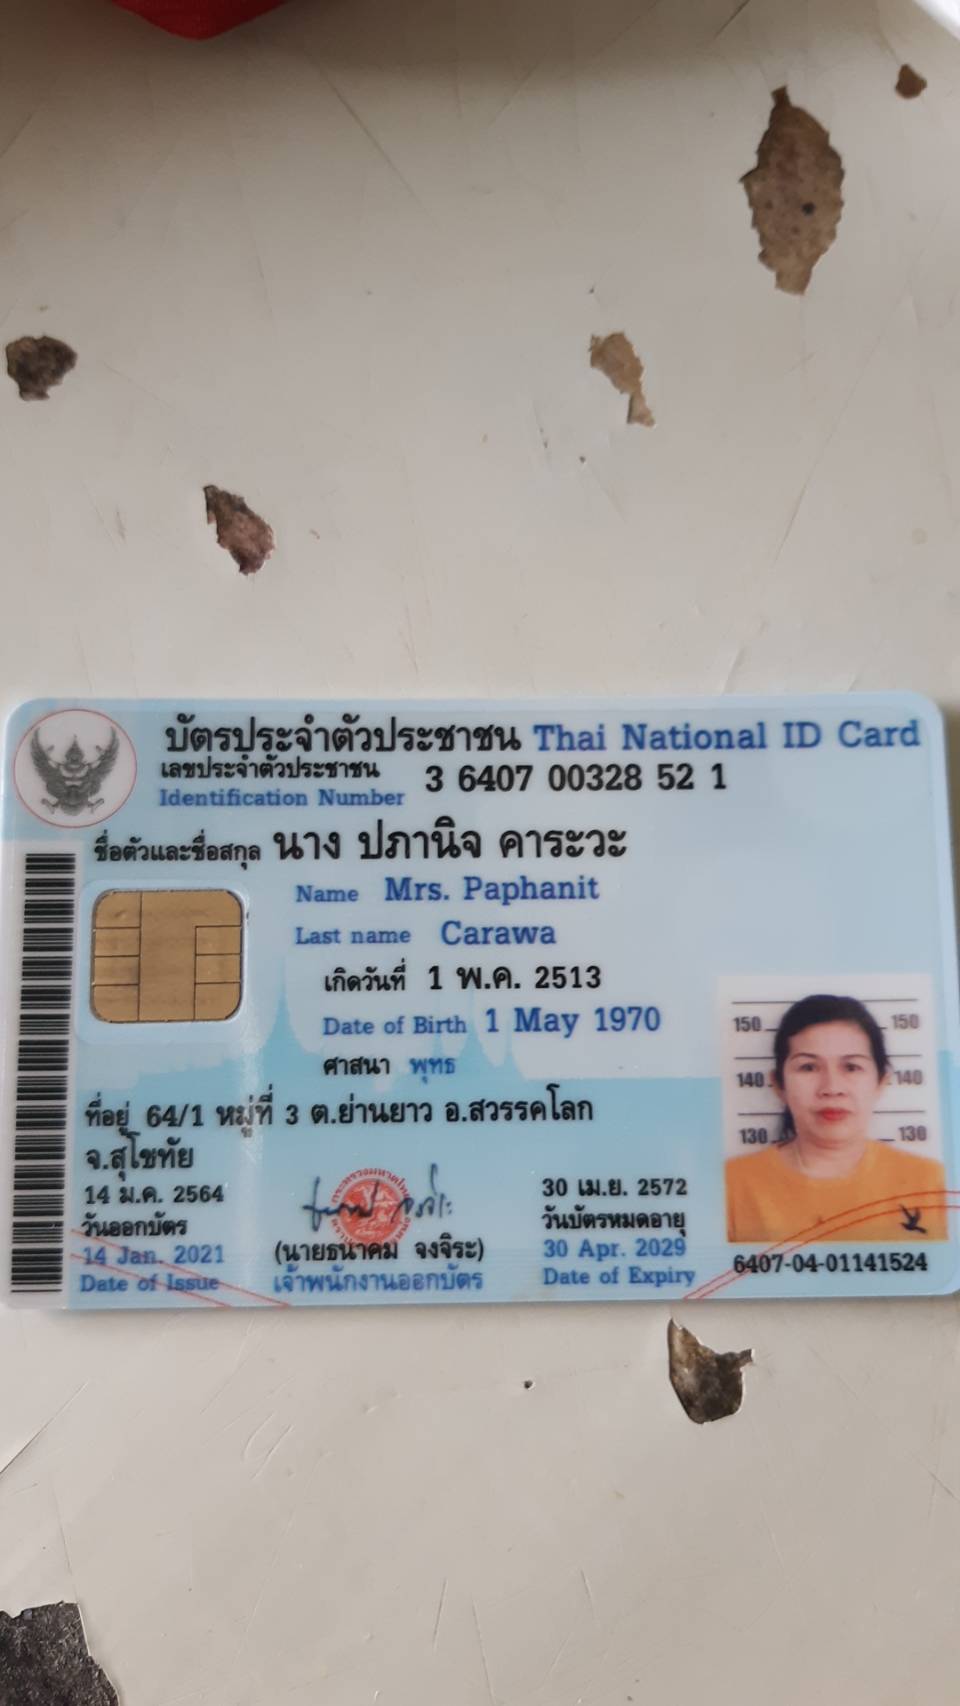 บัตรประจำตัวประชาชน Thai National ID Card
เลขประจำตัวประชาชน
Identification Number 3 6407 00328 52 1
ชื่อตัวและชื่อสกุล นาง ปภานิจ คาระวะ
Name Mrs. Paphanit
Last name Carawa
เกิดวันที่ 1 พ.ค. 2513
Date of Birth 1 May 1970
ศาสนา พุทธ
ที่อยู่ 64/1 หมู่ที่ 3 ต.ย่านยาว อ.สวรรคโลก
จ.สุโขทัย
14 ม.ค. 2564
วันออกบัตร
14 Jan. 2021
Date of Issue
(นายธนาคม จงจิระ)
เจ้าพนักงานออกบัตร
30 เม.ย. 2572
วันบัตรหมดอายุ
30 Apr. 2029
Date of Expiry
150 150
140 140
130 130
6407-04-01141524